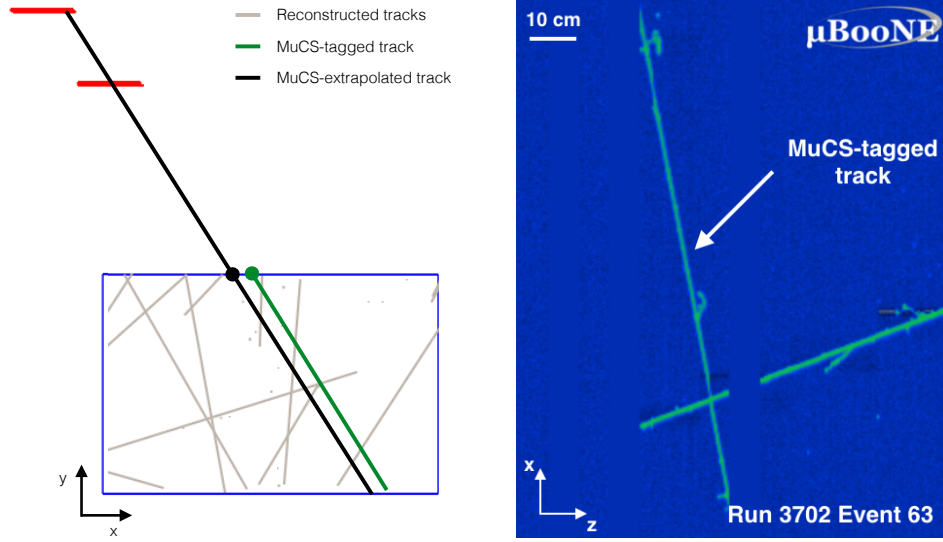 Reconstructed tracks
MuCS-tagged track
MuCS-extrapolated track
y
x
10 cm
μBooNE
MuCS-tagged
track
x
z
Run 3702 Event 63